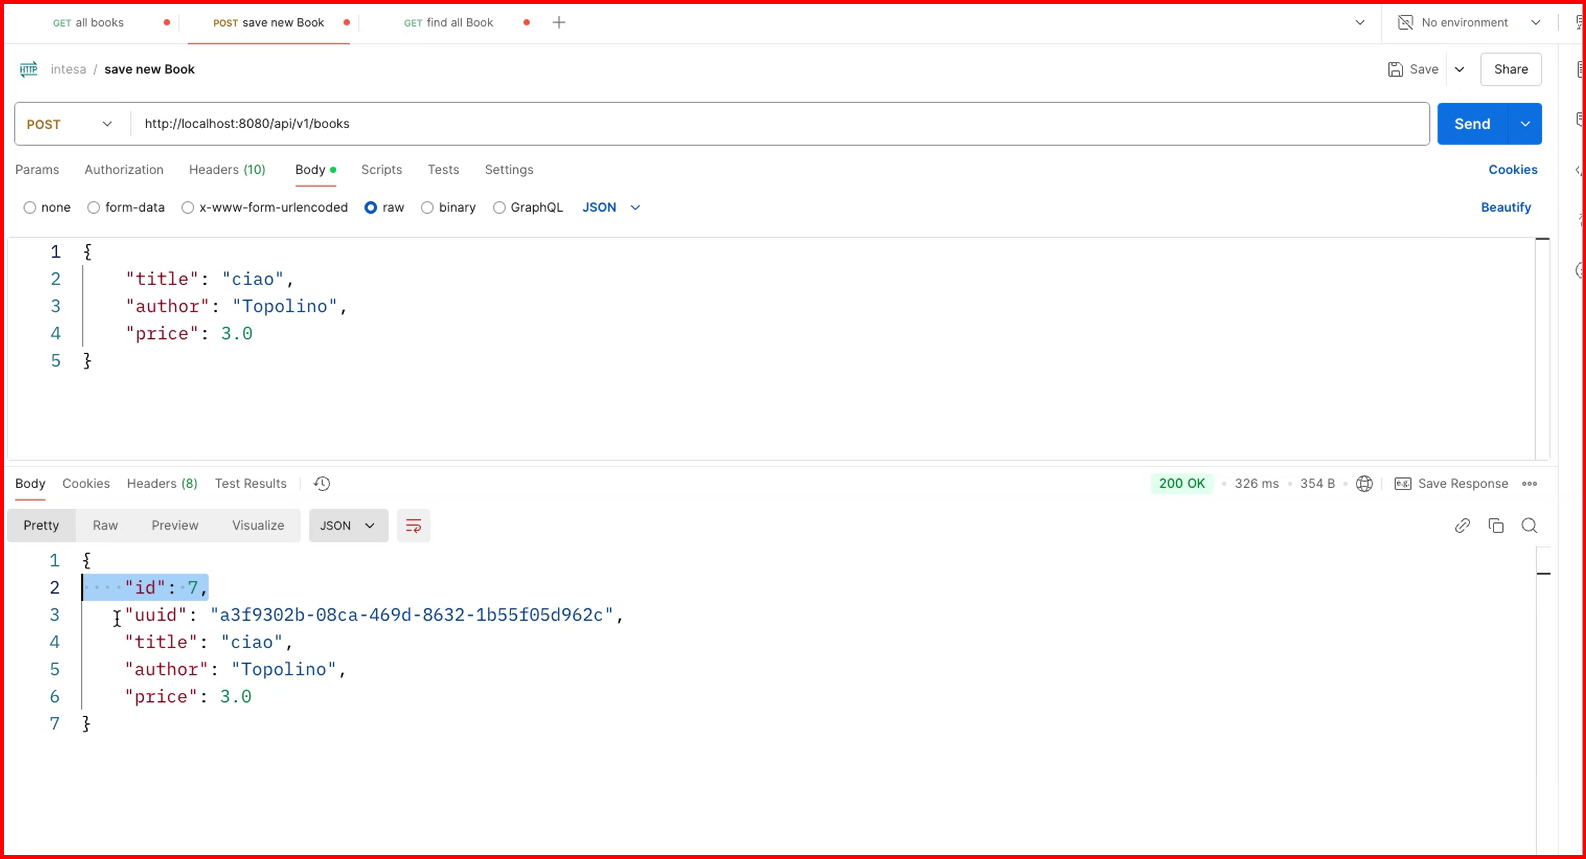 GET all books POST save new Book GET find all Book No environment
HTTP intesa / save new Book Save Share
POST http://localhost:8080/api/v1/books Send
Params Authorization Headers (10) Body Scripts Tests Settings Cookies
none form-data x-www-form-urlencoded raw binary GraphQL JSON Beautify
1 {
2 "title": "ciao",
3 "author": "Topolino",
4 "price": 3.0
5 }
Body Cookies Headers (8) Test Results 200 OK 326 ms 354 B e.g. Save Response
Pretty Raw Preview Visualize JSON
1 {
2 "id": 7,
3 "uuid": "a3f9302b-08ca-469d-8632-1b55f05d962c",
4 "title": "ciao",
5 "author": "Topolino",
6 "price": 3.0
7 }